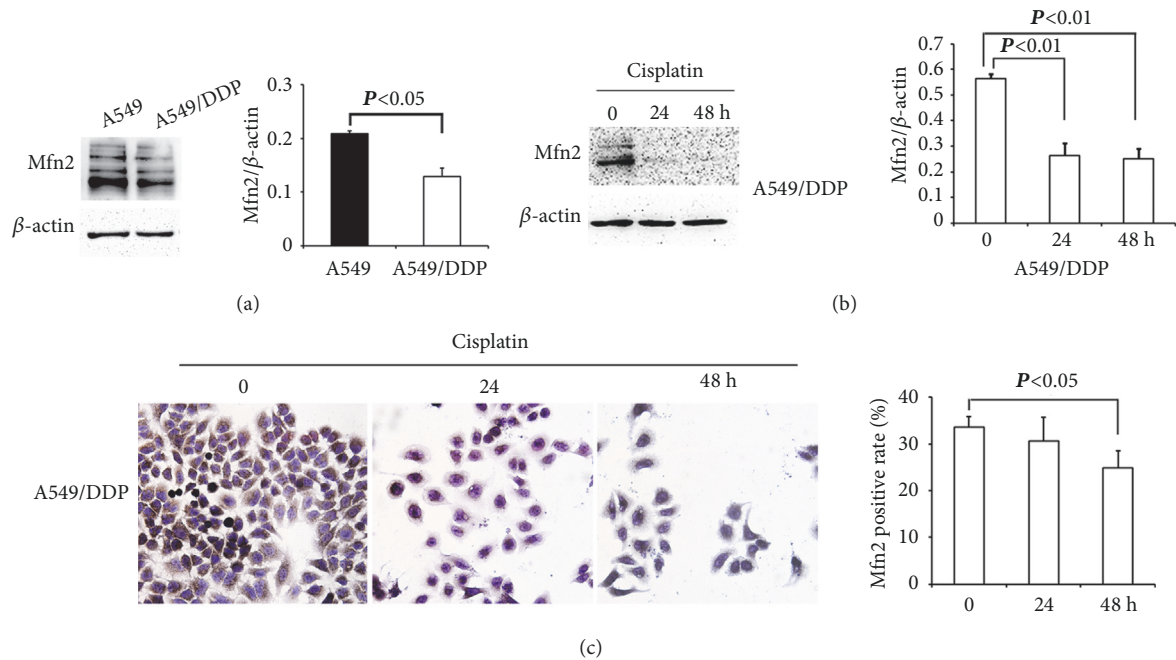 A549
A549/DDP
Mfn2
β-actin
Mfn2/β-actin
0.3
0.2
0.1
0
P<0.05
A549
A549/DDP
(a)
Cisplatin
0 24 48 h
Mfn2
β-actin
A549/DDP
Mfn2/β-actin
0.7
0.6
0.5
0.4
0.3
0.2
0.1
0
P<0.01
P<0.01
0 24 48 h
A549/DDP
(b)
Cisplatin
0 24 48 h
A549/DDP
Mfn2 positive rate (%)
40
30
20
10
0
P<0.05
0 24 48 h
(c)